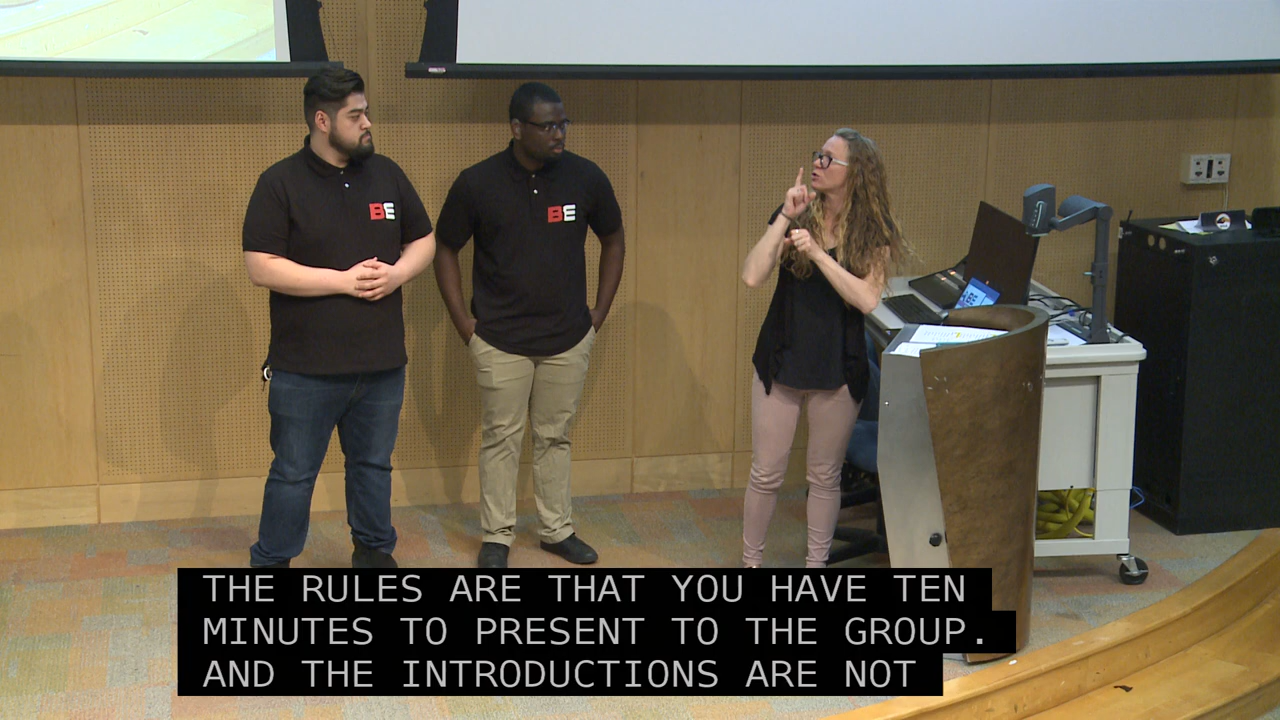 BE
BE
BE
THE RULES ARE THAT YOU HAVE TEN
MINUTES TO PRESENT TO THE GROUP.
AND THE INTRODUCTIONS ARE NOT